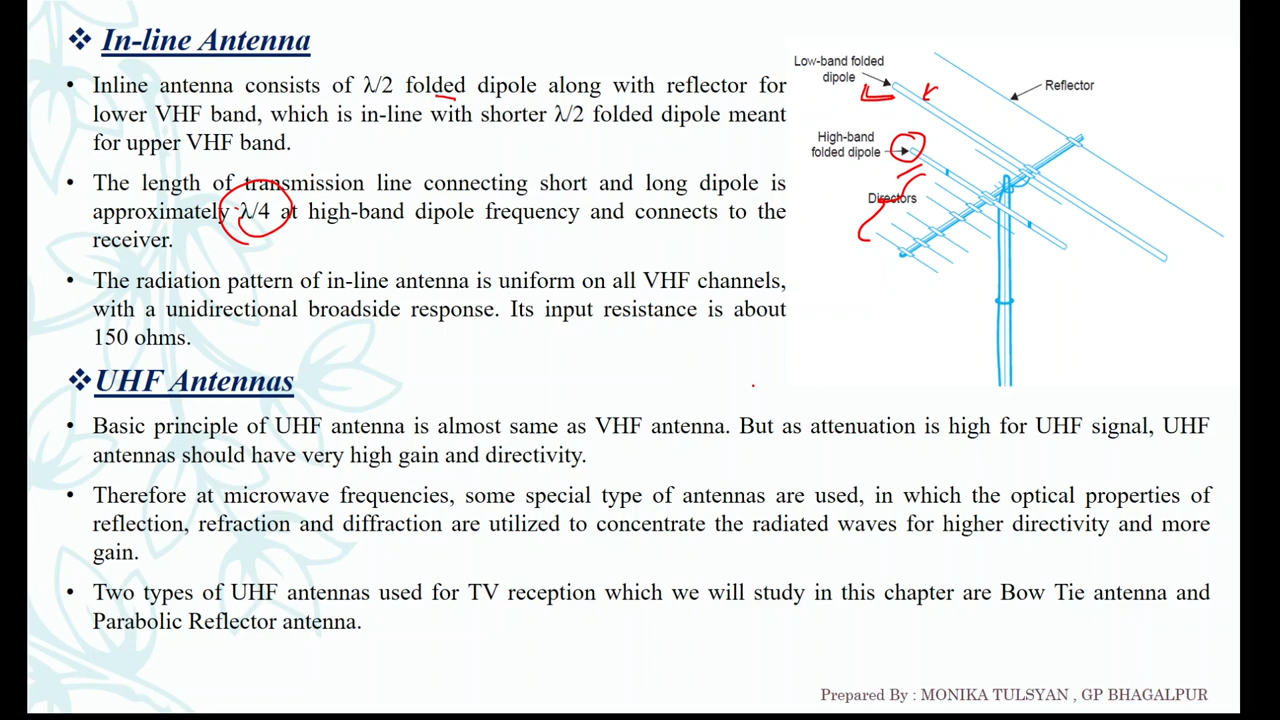 ❖ In-line Antenna
• Inline antenna consists of λ/2 folded dipole along with reflector for
lower VHF band, which is in-line with shorter λ/2 folded dipole meant
for upper VHF band.
• The length of transmission line connecting short and long dipole is
approximately λ/4 at high-band dipole frequency and connects to the
receiver.
• The radiation pattern of in-line antenna is uniform on all VHF channels,
with a unidirectional broadside response. Its input resistance is about
150 ohms.
Low-band folded
dipole
Reflector
High-band
folded dipole
Directors
❖ UHF Antennas
• Basic principle of UHF antenna is almost same as VHF antenna. But as attenuation is high for UHF signal, UHF
antennas should have very high gain and directivity.
• Therefore at microwave frequencies, some special type of antennas are used, in which the optical properties of
reflection, refraction and diffraction are utilized to concentrate the radiated waves for higher directivity and more
gain.
• Two types of UHF antennas used for TV reception which we will study in this chapter are Bow Tie antenna and
Parabolic Reflector antenna.
Prepared By : MONIKA TULSYAN , GP BHAGALPUR